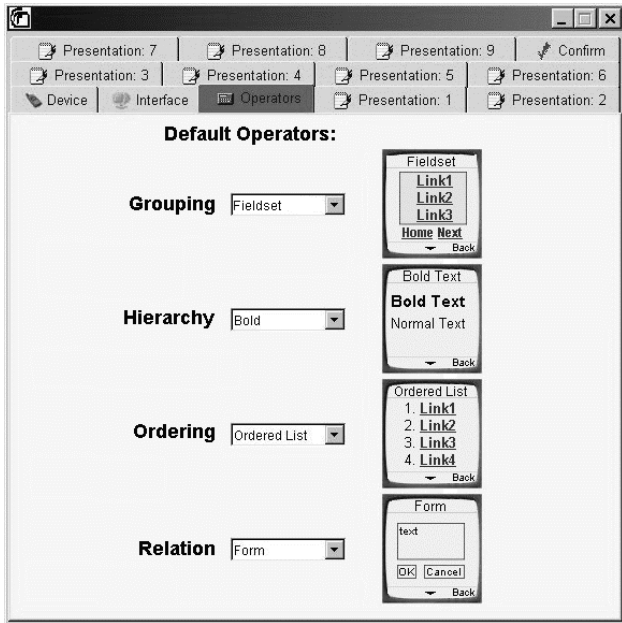 Presentation: 7 Presentation: 8 Presentation: 9 Confirm
Presentation: 3 Presentation: 4 Presentation: 5 Presentation: 6
Device Interface Operators Presentation: 1 Presentation: 2
Default Operators:
Grouping Fieldset
Fieldset
Link1
Link2
Link3
Home Next
Back
Hierarchy Bold
Bold Text
Bold Text
Normal Text
Back
Ordering Ordered List
Ordered List
1. Link1
2. Link2
3. Link3
4. Link4
Back
Relation Form
Form
text
OK Cancel
Back